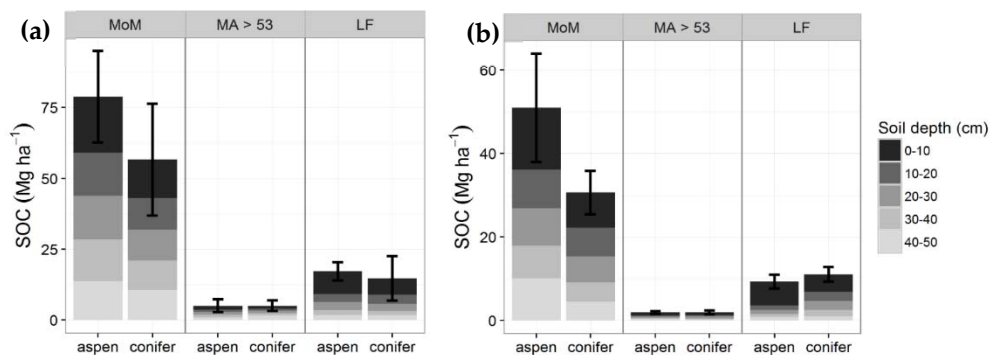 (a)
MoM MA > 53 LF
SOC (Mg ha⁻¹)
75
50
25
0
aspen conifer aspen conifer aspen conifer
(b)
MoM MA > 53 LF
SOC (Mg ha⁻¹)
60
40
20
0
aspen conifer aspen conifer aspen conifer
Soil depth (cm)
0-10
10-20
20-30
30-40
40-50